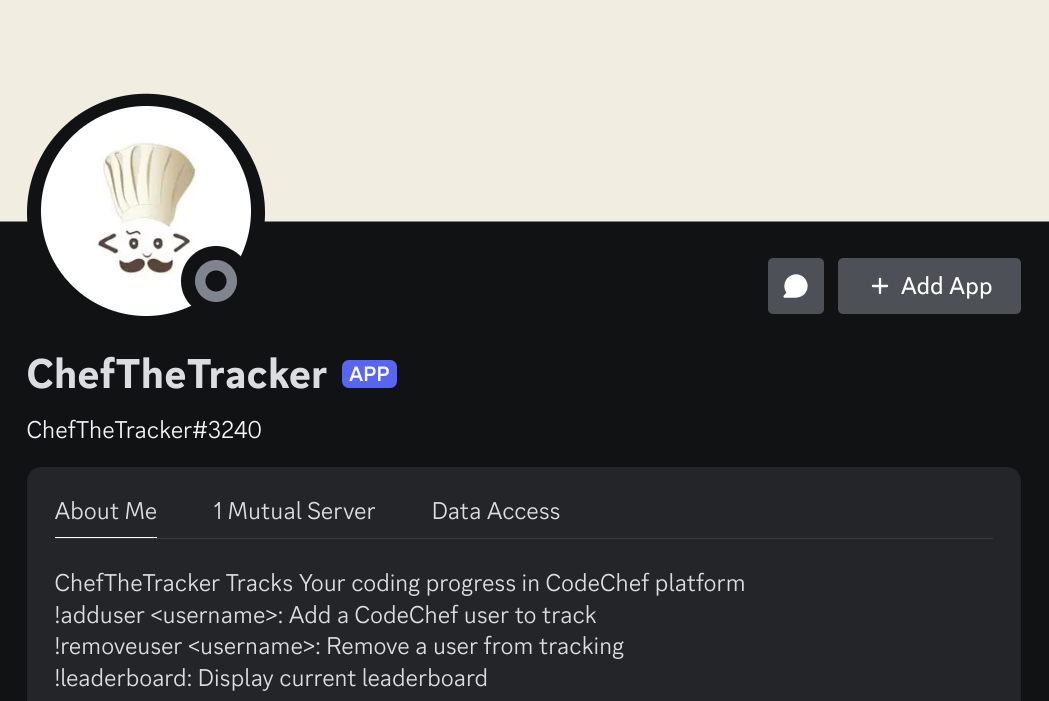 + Add App
ChefTheTracker APP
ChefTheTracker#3240
About Me 1 Mutual Server Data Access
ChefTheTracker Tracks Your coding progress in CodeChef platform
!adduser <username>: Add a CodeChef user to track
!removeuser <username>: Remove a user from tracking
!leaderboard: Display current leaderboard